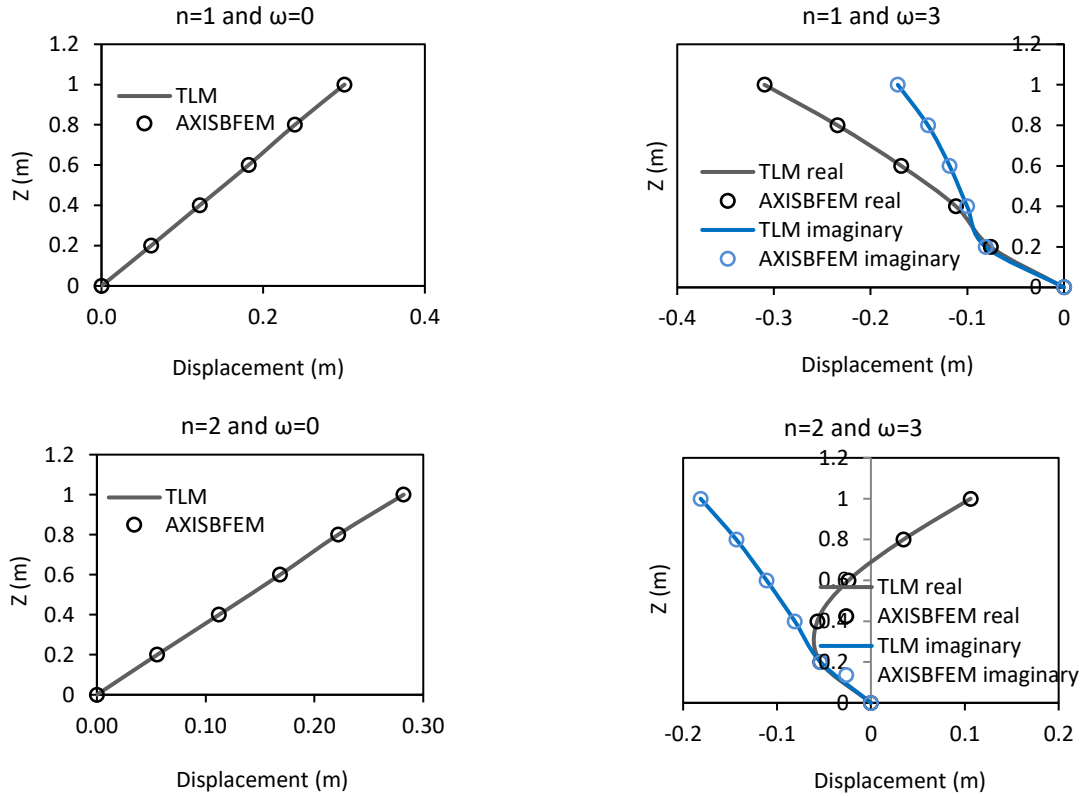 n=1 and ω=0
1.2
1
0.8
0.6
0.4
0.2
0
Z (m)
TLM
AXISBFEM
0.0 0.2 0.4
Displacement (m)
n=1 and ω=3
1.2
1
0.8
0.6
0.4
0.2
0
Z (m)
TLM real
AXISBFEM real
TLM imaginary
AXISBFEM imaginary
-0.4 -0.3 -0.2 -0.1 0
Displacement (m)
n=2 and ω=0
1.2
1
0.8
0.6
0.4
0.2
0
Z (m)
TLM
AXISBFEM
0.00 0.10 0.20 0.30
Displacement (m)
n=2 and ω=3
1.2
1
0.8
0.6
0.4
0.2
0
Z (m)
TLM real
AXISBFEM real
TLM imaginary
AXISBFEM imaginary
-0.2 -0.1 0 0.1 0.2
Displacement (m)